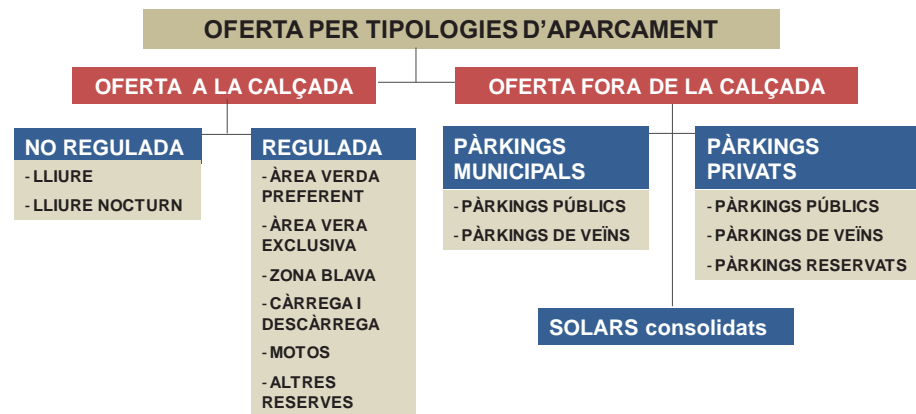 OFERTA PER TIPOLOGIES D'APARCAMENT
OFERTA A LA CALÇADA
OFERTA FORA DE LA CALÇADA
NO REGULADA
- LLIURE
- LLIURE NOCTURN
REGULADA
- ÀREA VERDA
PREFERENT
- ÀREA VERA
EXCLUSIVA
- ZONA BLAVA
- CÀRREGA I
DESCÀRREGA
- MOTOS
- ALTRES
RESERVES
PÀRKINGS
MUNICIPALS
- PÀRKINGS PÚBLICS
- PÀRKINGS DE VEÏNS
PÀRKINGS
PRIVATS
- PÀRKINGS PÚBLICS
- PÀRKINGS DE VEÏNS
- PÀRKINGS RESERVATS
SOLARS consolidats